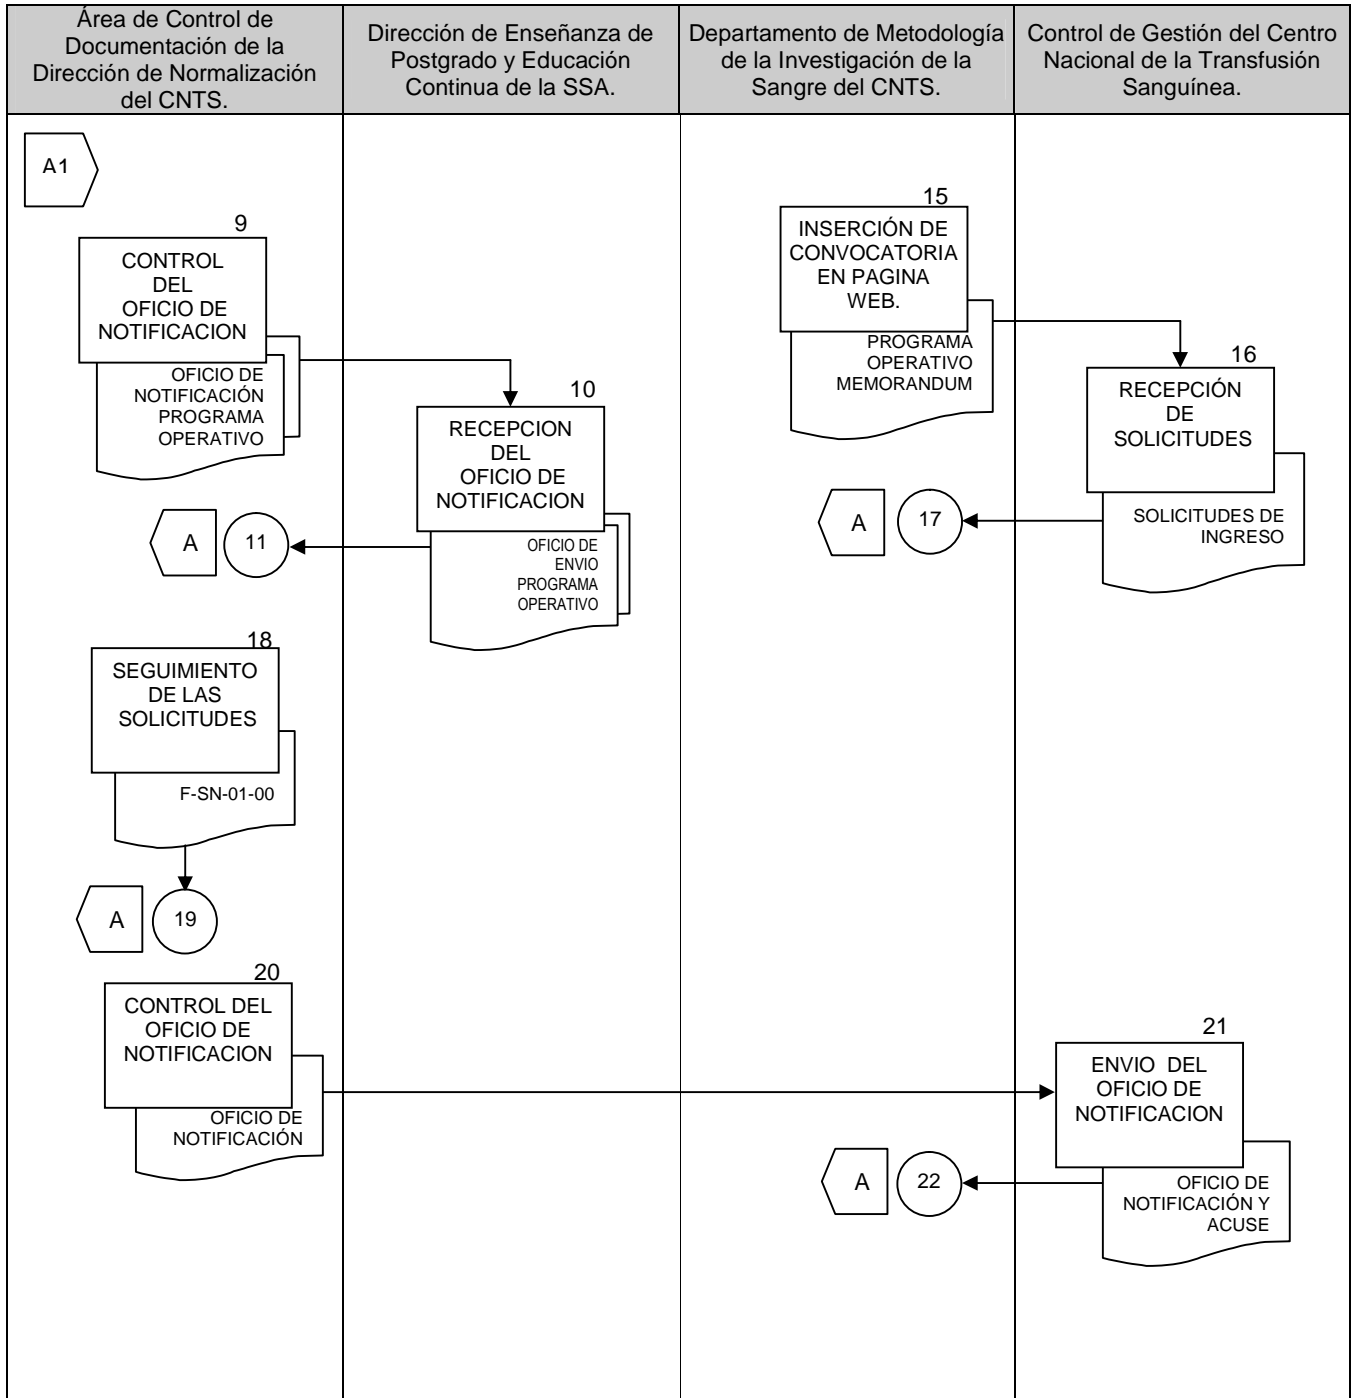 Área de Control de
Documentación de la
Dirección de Normalización
del CNTS.
Dirección de Enseñanza de
Postgrado y Educación
Continua de la SSA.
Departamento de Metodología
de la Investigación de la
Sangre del CNTS.
Control de Gestión del Centro
Nacional de la Transfusión
Sanguínea.
A1
9
CONTROL
DEL
OFICIO DE
NOTIFICACION
OFICIO DE
NOTIFICACIÓN
PROGRAMA
OPERATIVO
10
RECEPCION
DEL
OFICIO DE
NOTIFICACION
OFICIO DE
ENVIO
PROGRAMA
OPERATIVO
A
11
15
INSERCIÓN DE
CONVOCATORIA
EN PAGINA
WEB.
PROGRAMA
OPERATIVO
MEMORANDUM
16
RECEPCIÓN
DE
SOLICITUDES
SOLICITUDES DE
INGRESO
A
17
18
SEGUIMIENTO
DE LAS
SOLICITUDES
F-SN-01-00
A
19
20
CONTROL DEL
OFICIO DE
NOTIFICACION
OFICIO DE
NOTIFICACIÓN
21
ENVIO DEL
OFICIO DE
NOTIFICACION
OFICIO DE
NOTIFICACIÓN Y
ACUSE
A
22